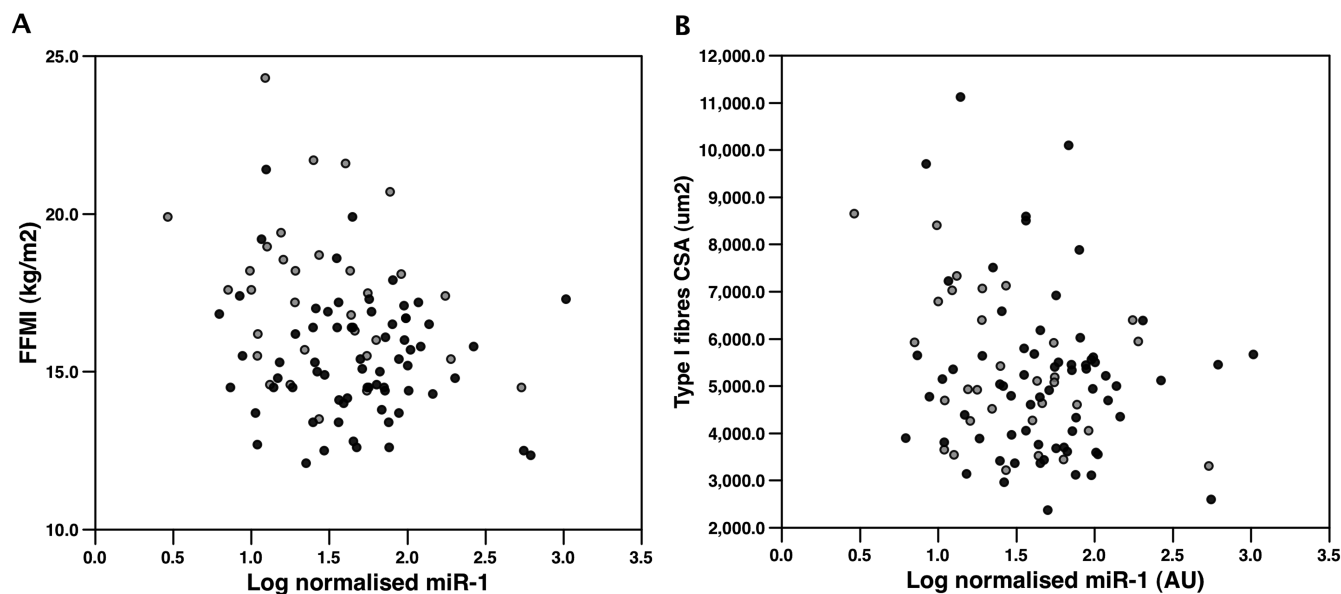 A
FFMI (kg/m2)
25.0
20.0
15.0
10.0
0.0 0.5 1.0 1.5 2.0 2.5 3.0 3.5
Log normalised miR-1
B
Type I fibres CSA (um2)
12,000.0
11,000.0
10,000.0
9,000.0
8,000.0
7,000.0
6,000.0
5,000.0
4,000.0
3,000.0
2,000.0
0.0 0.5 1.0 1.5 2.0 2.5 3.0 3.5
Log normalised miR-1 (AU)